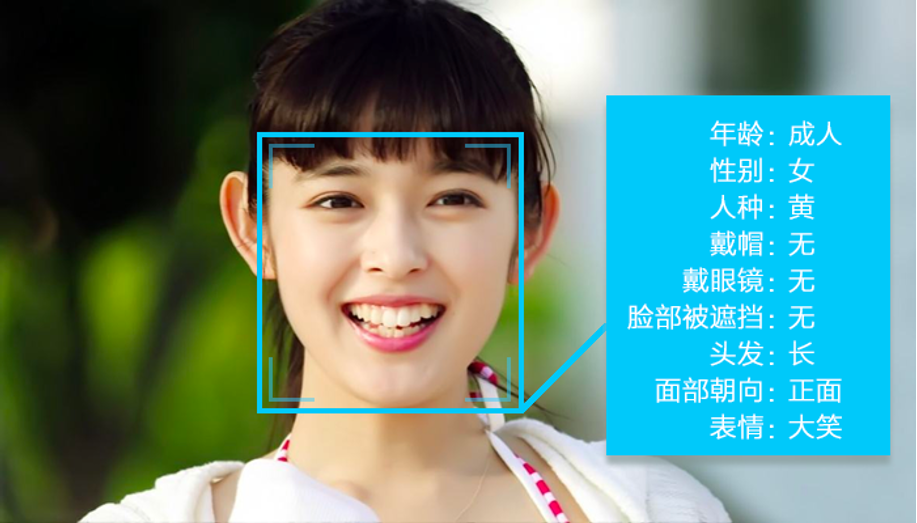 年龄：成人
性别：女
人种：黄
戴帽：无
戴眼镜：无
脸部被遮挡：无
头发：长
面部朝向：正面
表情：大笑